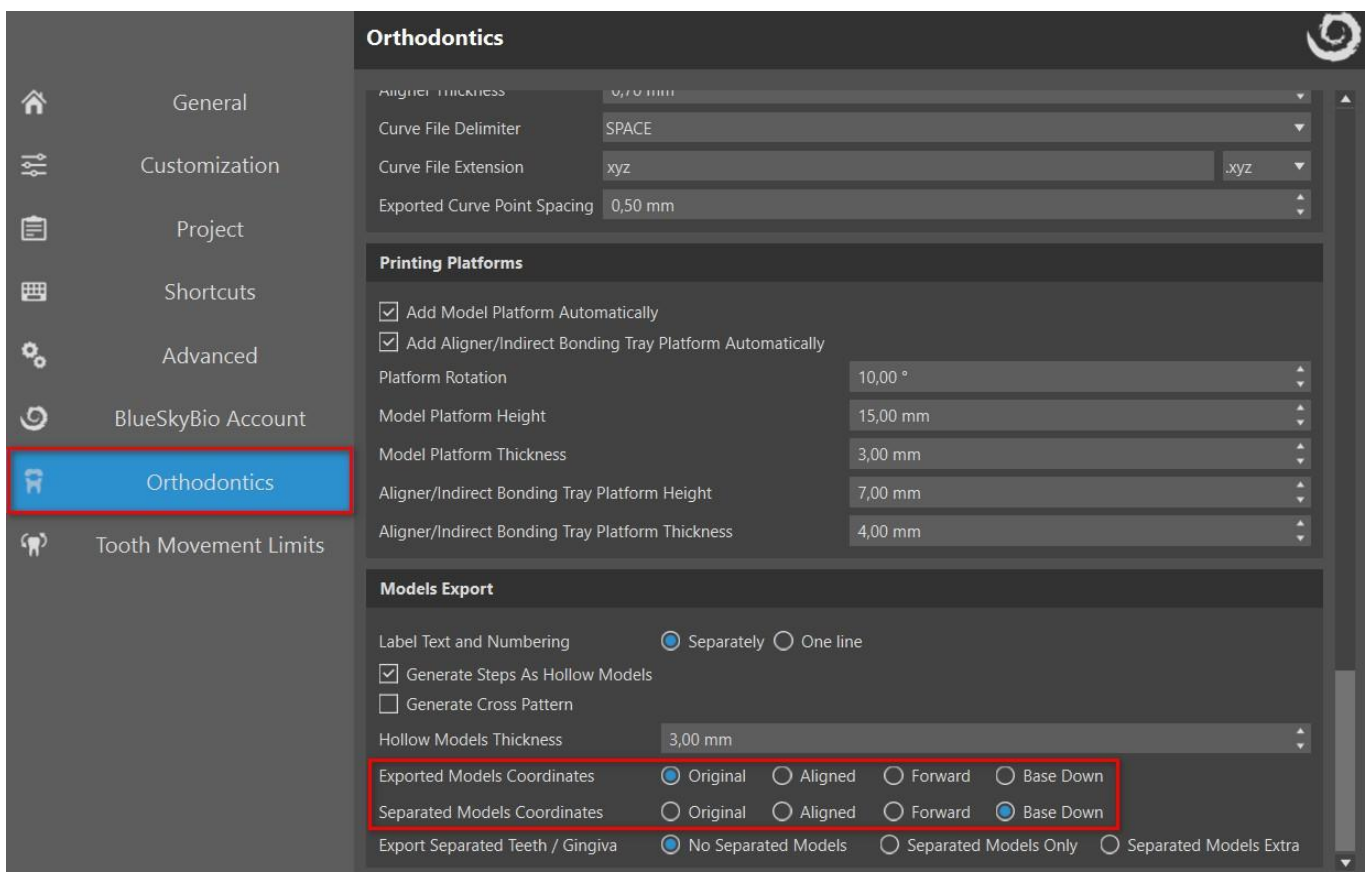 Orthodontics
General
Customization
Project
Shortcuts
Advanced
BlueSkyBio Account
Orthodontics
Tooth Movement Limits
Aligner Thickness 0,70 mm
Curve File Delimiter SPACE
Curve File Extension xyz .xyz
Exported Curve Point Spacing 0,50 mm
Printing Platforms
Add Model Platform Automatically
Add Aligner/Indirect Bonding Tray Platform Automatically
Platform Rotation 10,00 °
Model Platform Height 15,00 mm
Model Platform Thickness 3,00 mm
Aligner/Indirect Bonding Tray Platform Height 7,00 mm
Aligner/Indirect Bonding Tray Platform Thickness 4,00 mm
Models Export
Label Text and Numbering Separately One line
Generate Steps As Hollow Models
Generate Cross Pattern
Hollow Models Thickness 3,00 mm
Exported Models Coordinates Original Aligned Forward Base Down
Separated Models Coordinates Original Aligned Forward Base Down
Export Separated Teeth / Gingiva No Separated Models Separated Models Only Separated Models Extra